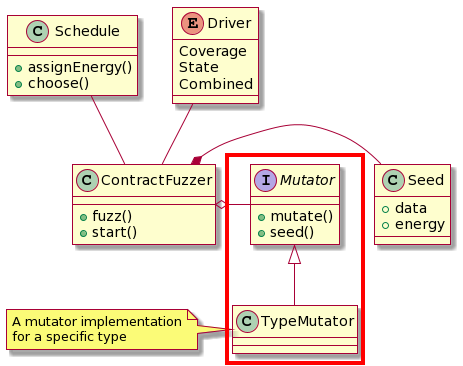 C Schedule
assignEnergy()
choose()
E Driver
Coverage
State
Combined
C ContractFuzzer
fuzz()
start()
I Mutator
mutate()
seed()
C Seed
data
energy
A mutator implementation
for a specific type
C TypeMutator